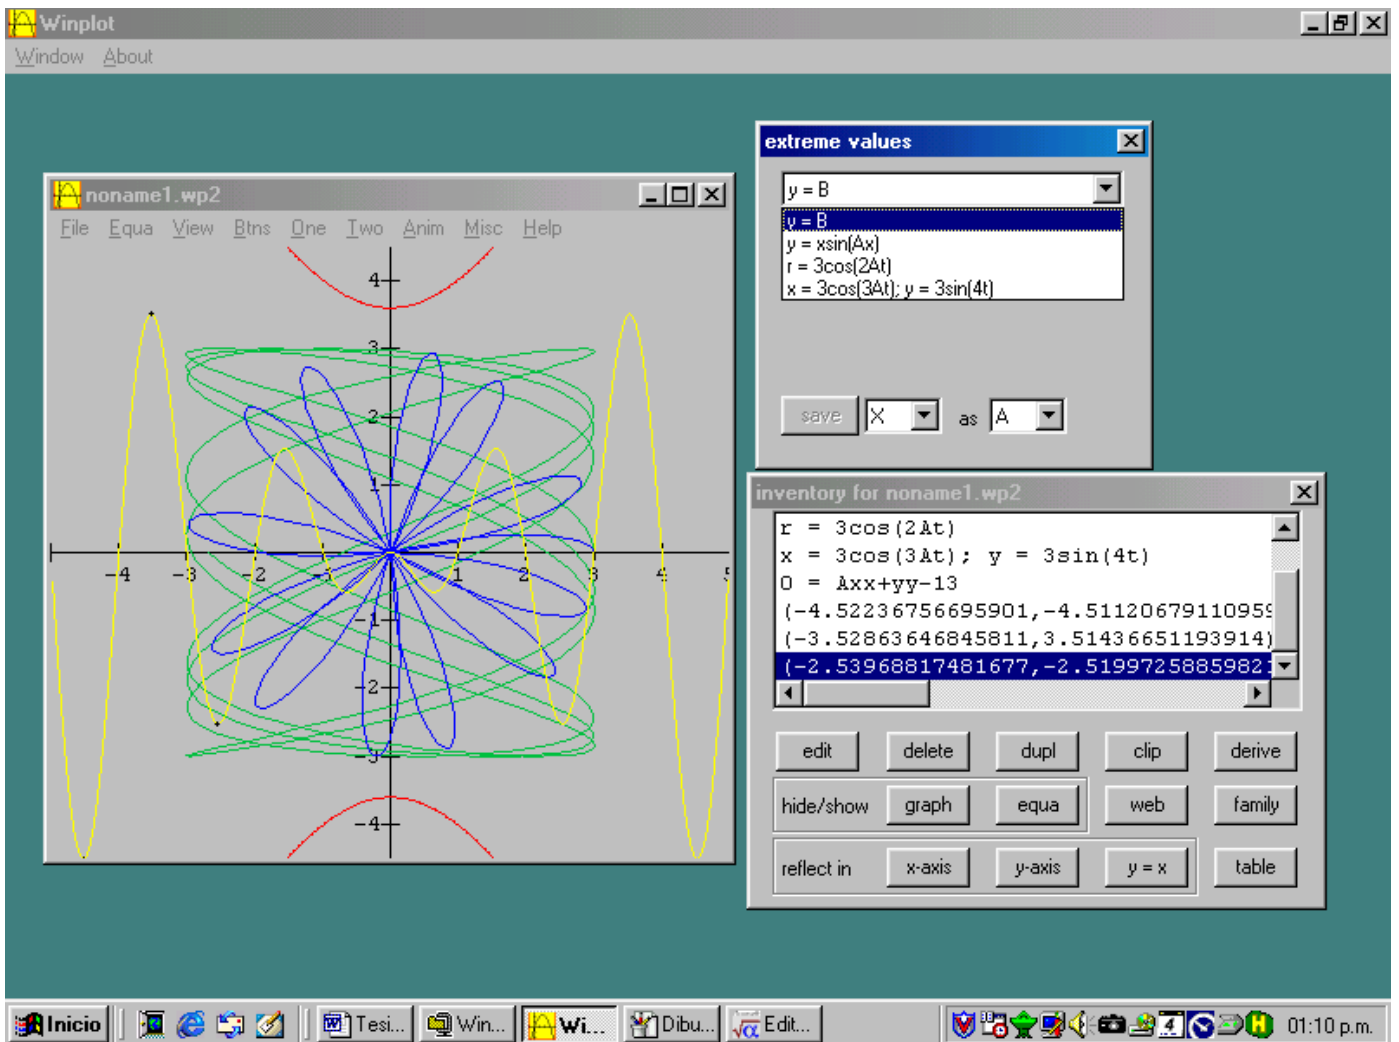 Winplot
Window About
noname1.wp2
File Equa View Btns One Two Anim Misc Help
4
3
2
1
-4 -3 -2 -1 1 2 3 4 5
-1
-2
-3
-4
extreme values
y = B
y = B
y = xsin(Ax)
r = 3cos(2At)
x = 3cos(3At); y = 3sin(4t)
save X as A
inventory for noname1.wp2
r = 3cos(2At)
x = 3cos(3At); y = 3sin(4t)
0 = Axx+yy-13
(-4.52236756695901,-4.51120679110959
(-3.52863646845811,3.51436651193914)
(-2.53968817481677,-2.51997258859821
edit delete dupl clip derive
hide/show graph equa web family
reflect in x-axis y-axis y = x table
Inicio Tesi... Win... Wi... Dibu... Edit... 4 H 01:10 p.m.